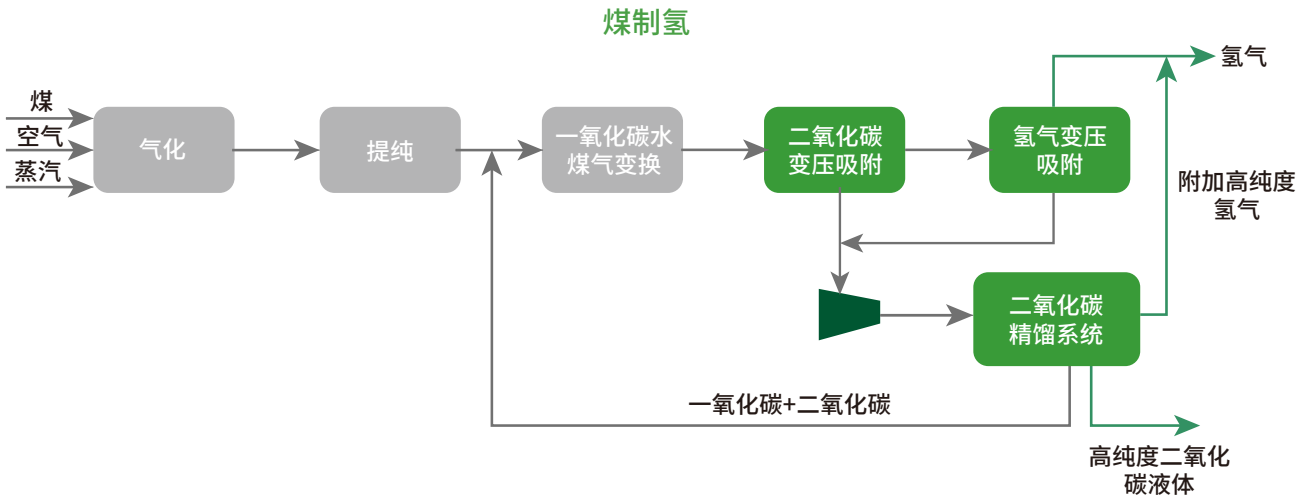 煤制氢
氢气
煤
空气
蒸汽
气化
提纯
一氧化碳水
煤气变换
二氧化碳
变压吸附
氢气变压
吸附
附加高纯度
氢气
二氧化碳
精馏系统
一氧化碳+二氧化碳
高纯度二氧化
碳液体